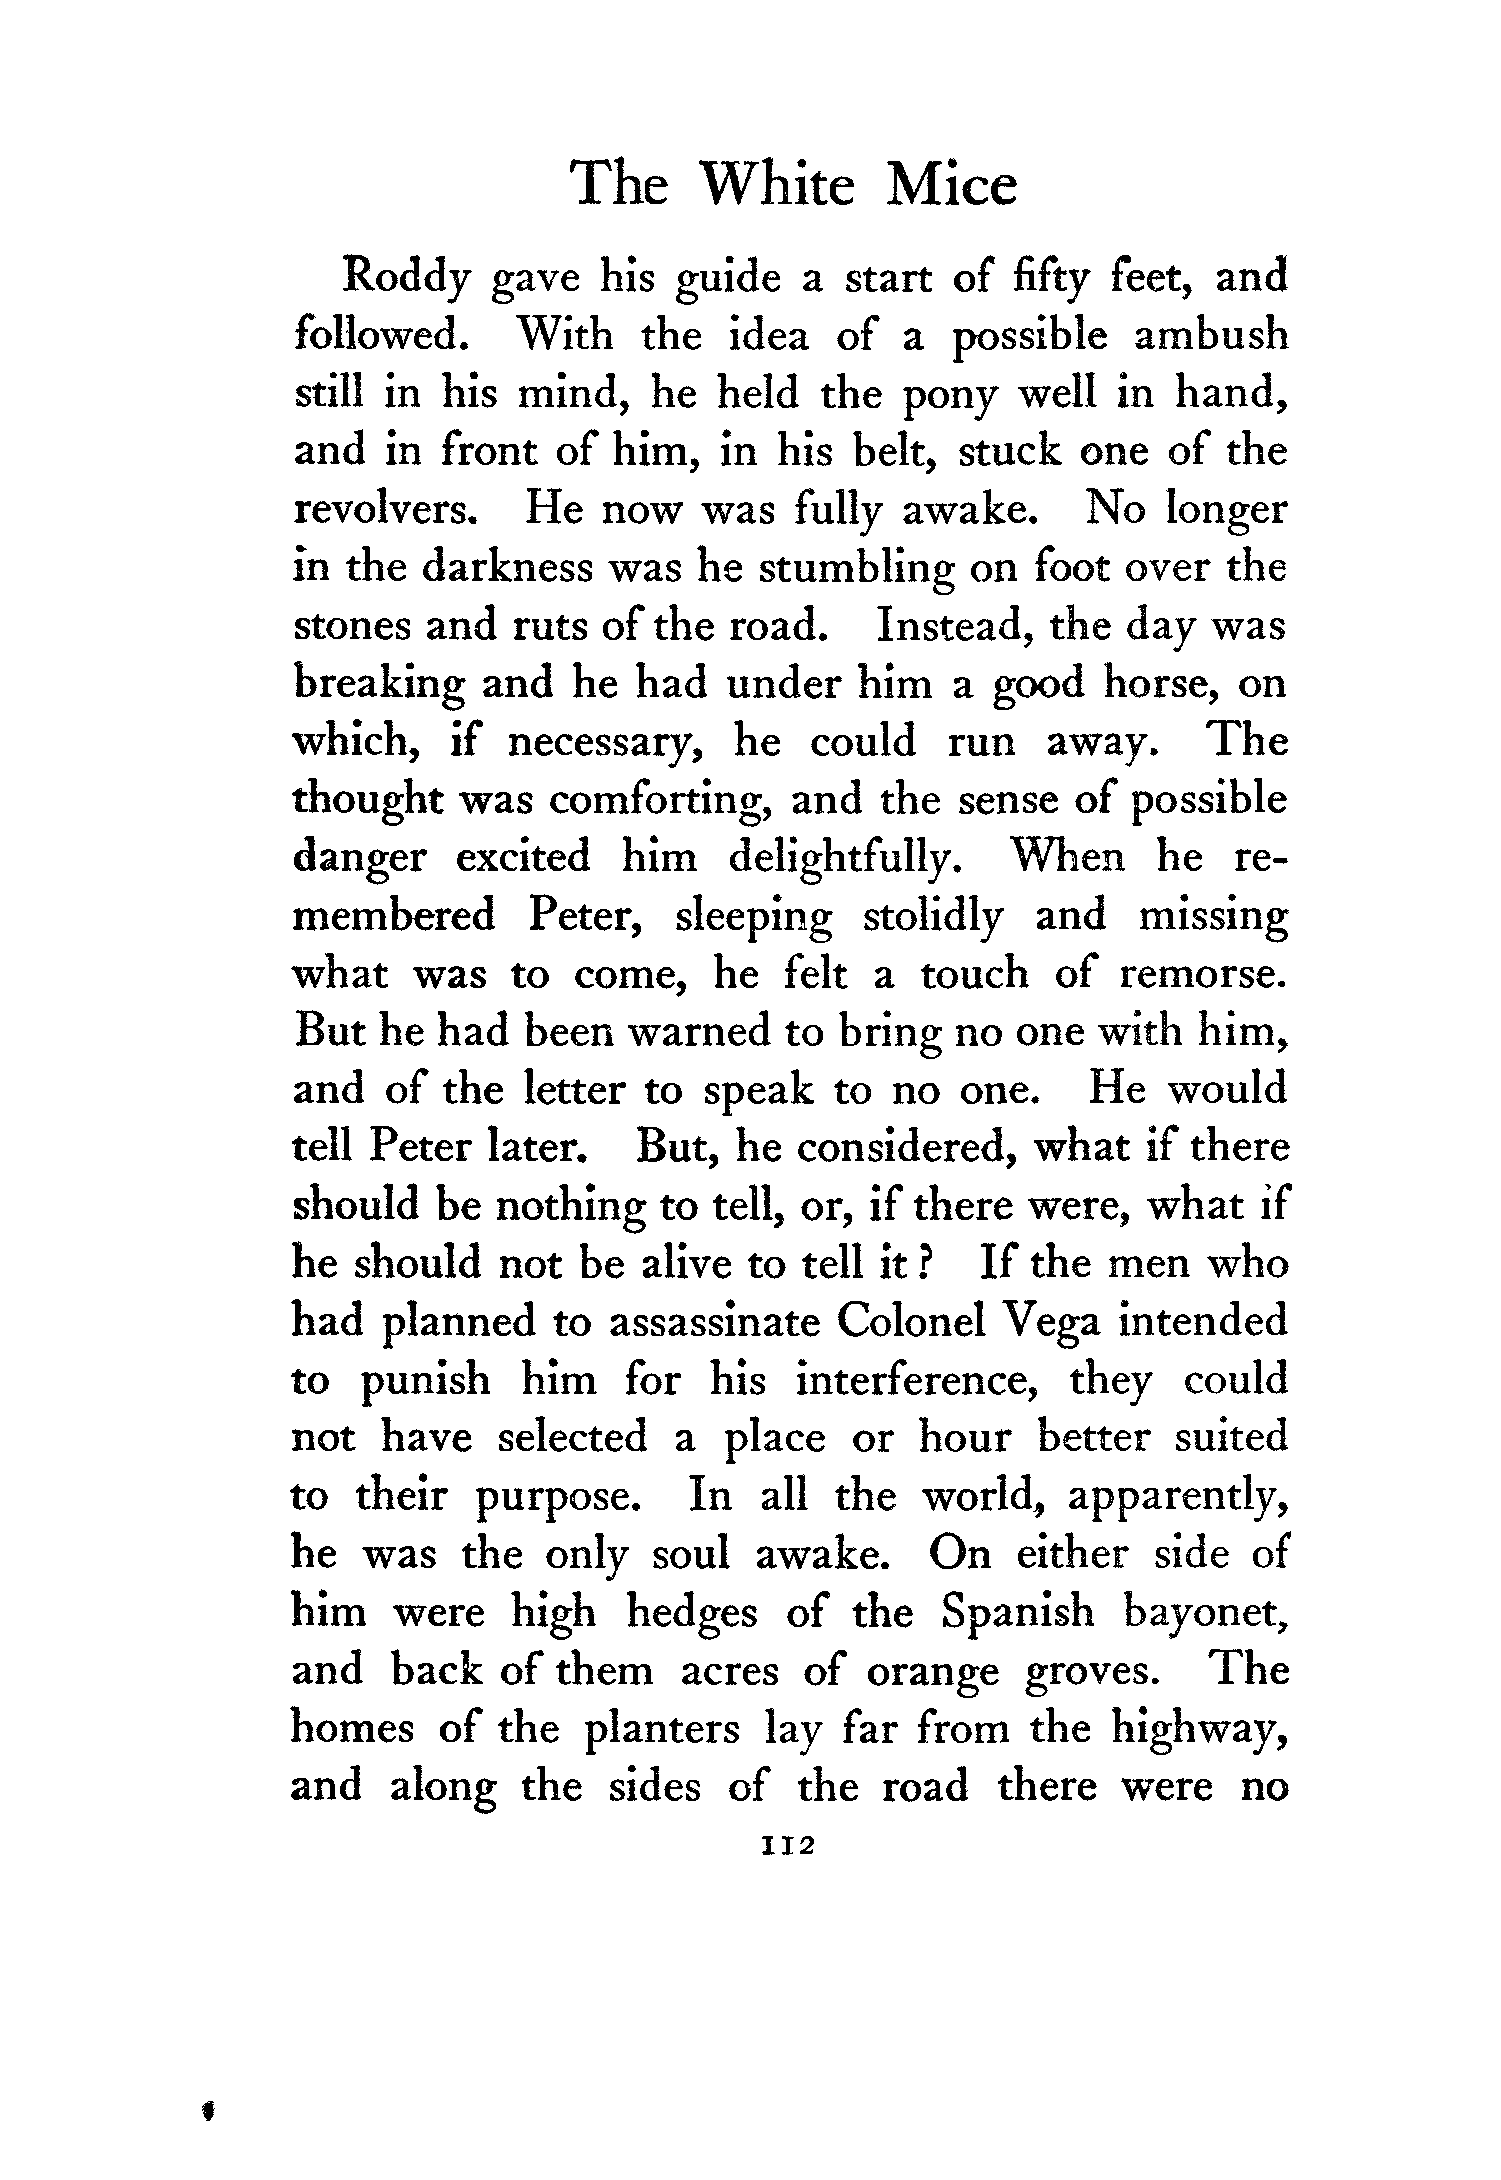 The White Mice
Roddy gave his guide a start of fifty feet, and
followed. With the idea of a possible ambush
still in his mind, he held the pony well in hand,
and in front of him, in his belt, stuck one of the
revolvers. He now was fully awake. No longer
in the darkness was he stumbling on foot over the
stones and ruts of the road. Instead, the day was
breaking and he had under him a good horse, on
which, if necessary, he could run away. The
thought was comforting, and the sense of possible
danger excited him delightfully. When he re-
membered Peter, sleeping stolidly and missing
what was to come, he felt a touch of remorse.
But he had been warned to bring no one with him,
and of the letter to speak to no one. He would
tell Peter later. But, he considered, what if there
should be nothing to tell, or, if there were, what if
he should not be alive to tell it? If the men who
had planned to assassinate Colonel Vega intended
to punish him for his interference, they could
not have selected a place or hour better suited
to their purpose. In all the world, apparently,
he was the only soul awake. On either side of
him were high hedges of the Spanish bayonet,
and back of them acres of orange groves. The
homes of the planters lay far from the highway,
and along the sides of the road there were no
112